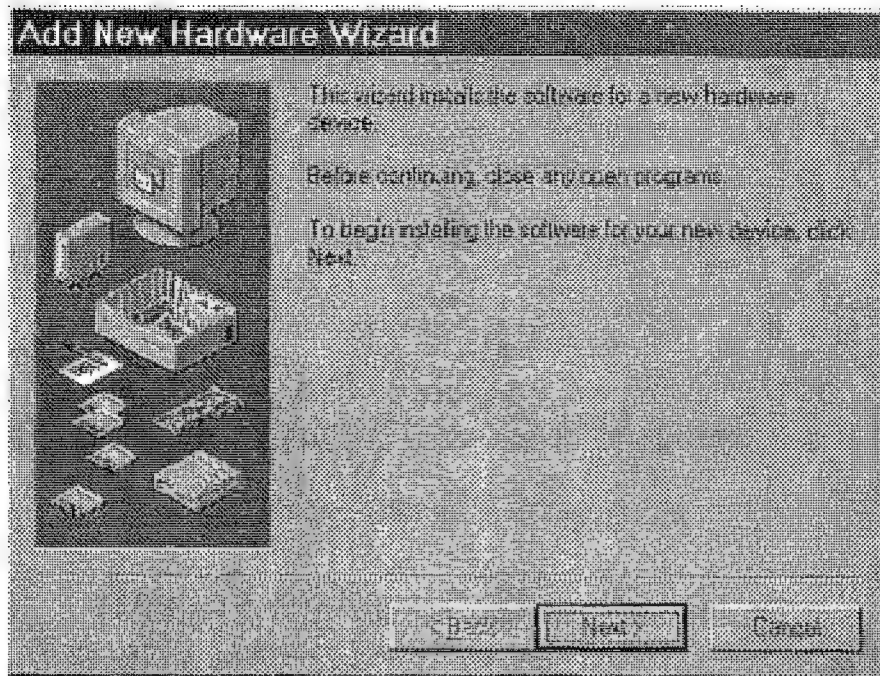 Add New Hardware Wizard
This wizard installs the software for a new hardware
device.
Before continuing, close any open programs.
To begin installing the software for your new device, click
Next.
< Back
Next >
Cancel